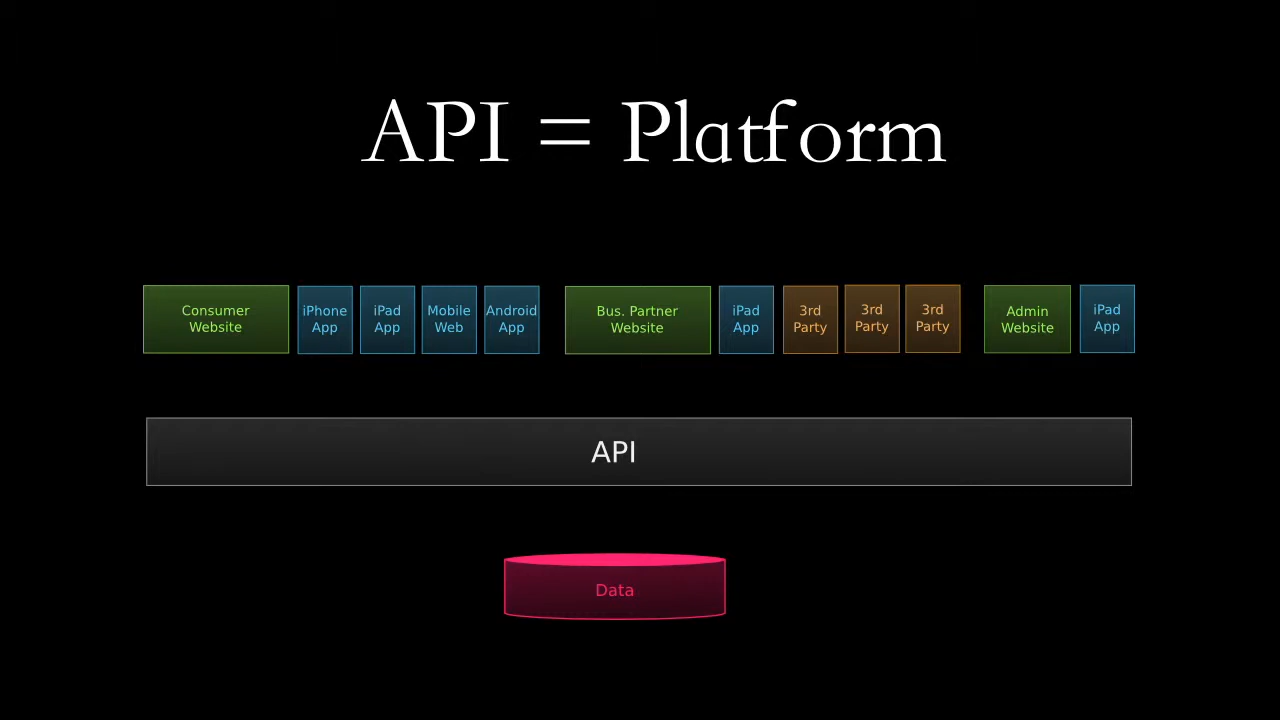 API = Platform
Consumer
Website
iPhone
App
iPad
App
Mobile
Web
Android
App
Bus. Partner
Website
iPad
App
3rd
Party
3rd
Party
3rd
Party
Admin
Website
iPad
App
API
Data